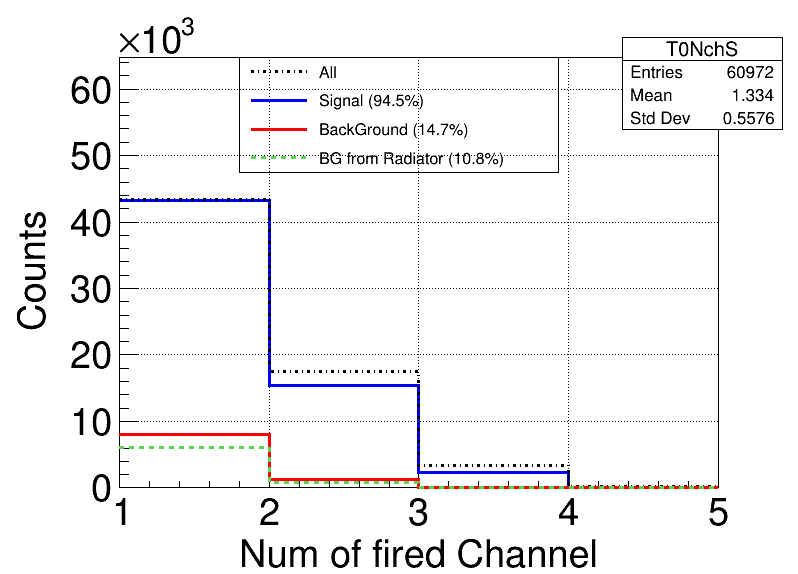 ×10³
T0NchS
Entries 60972
Mean 1.334
Std Dev 0.5576
All
Signal (94.5%)
BackGround (14.7%)
BG from Radiator (10.8%)
60
50
40
30
20
10
0
Counts
1 2 3 4 5
Num of fired Channel